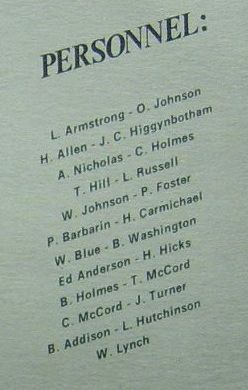 PERSONNEL:
L. Armstrong - O. Johnson
H. Allen - J. C. Higgynbotham
A. Nicholas - C. Holmes
T. Hill - L. Russell
W. Johnson - P. Foster
P. Barbarin - H. Carmichael
W. Blue - B. Washington
Ed Anderson - H. Hicks
B. Holmes - T. McCord
C. McCord - J. Turner
B. Addison - L. Hutchinson
W. Lynch